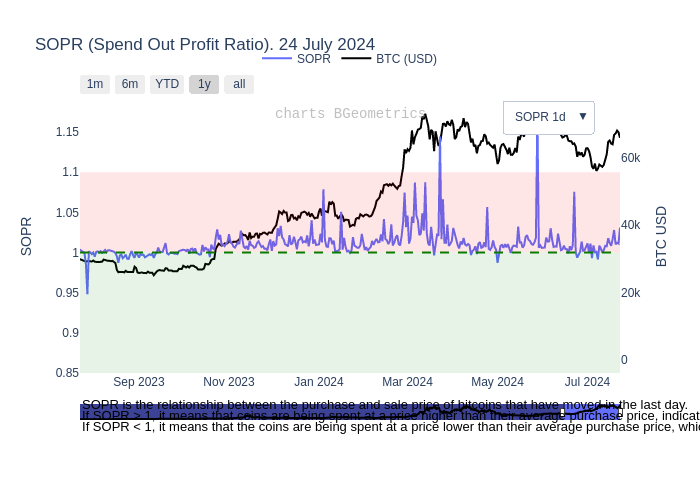 SOPR (Spend Out Profit Ratio). 24 July 2024
SOPR BTC (USD)
1m 6m YTD 1y all
charts BGeometrics
SOPR 1d ▼
1.15
1.1
1.05
1
0.95
0.9
0.85
SOPR
60k
40k
20k
0
BTC USD
Sep 2023 Nov 2023 Jan 2024 Mar 2024 May 2024 Jul 2024
SOPR is the relationship between the purchase and sale price of bitcoins that have moved in the last day.
If SOPR > 1, it means that coins are being spent at a price higher than their average purchase price, indicat
If SOPR < 1, it means that the coins are being spent at a price lower than their average purchase price, whic